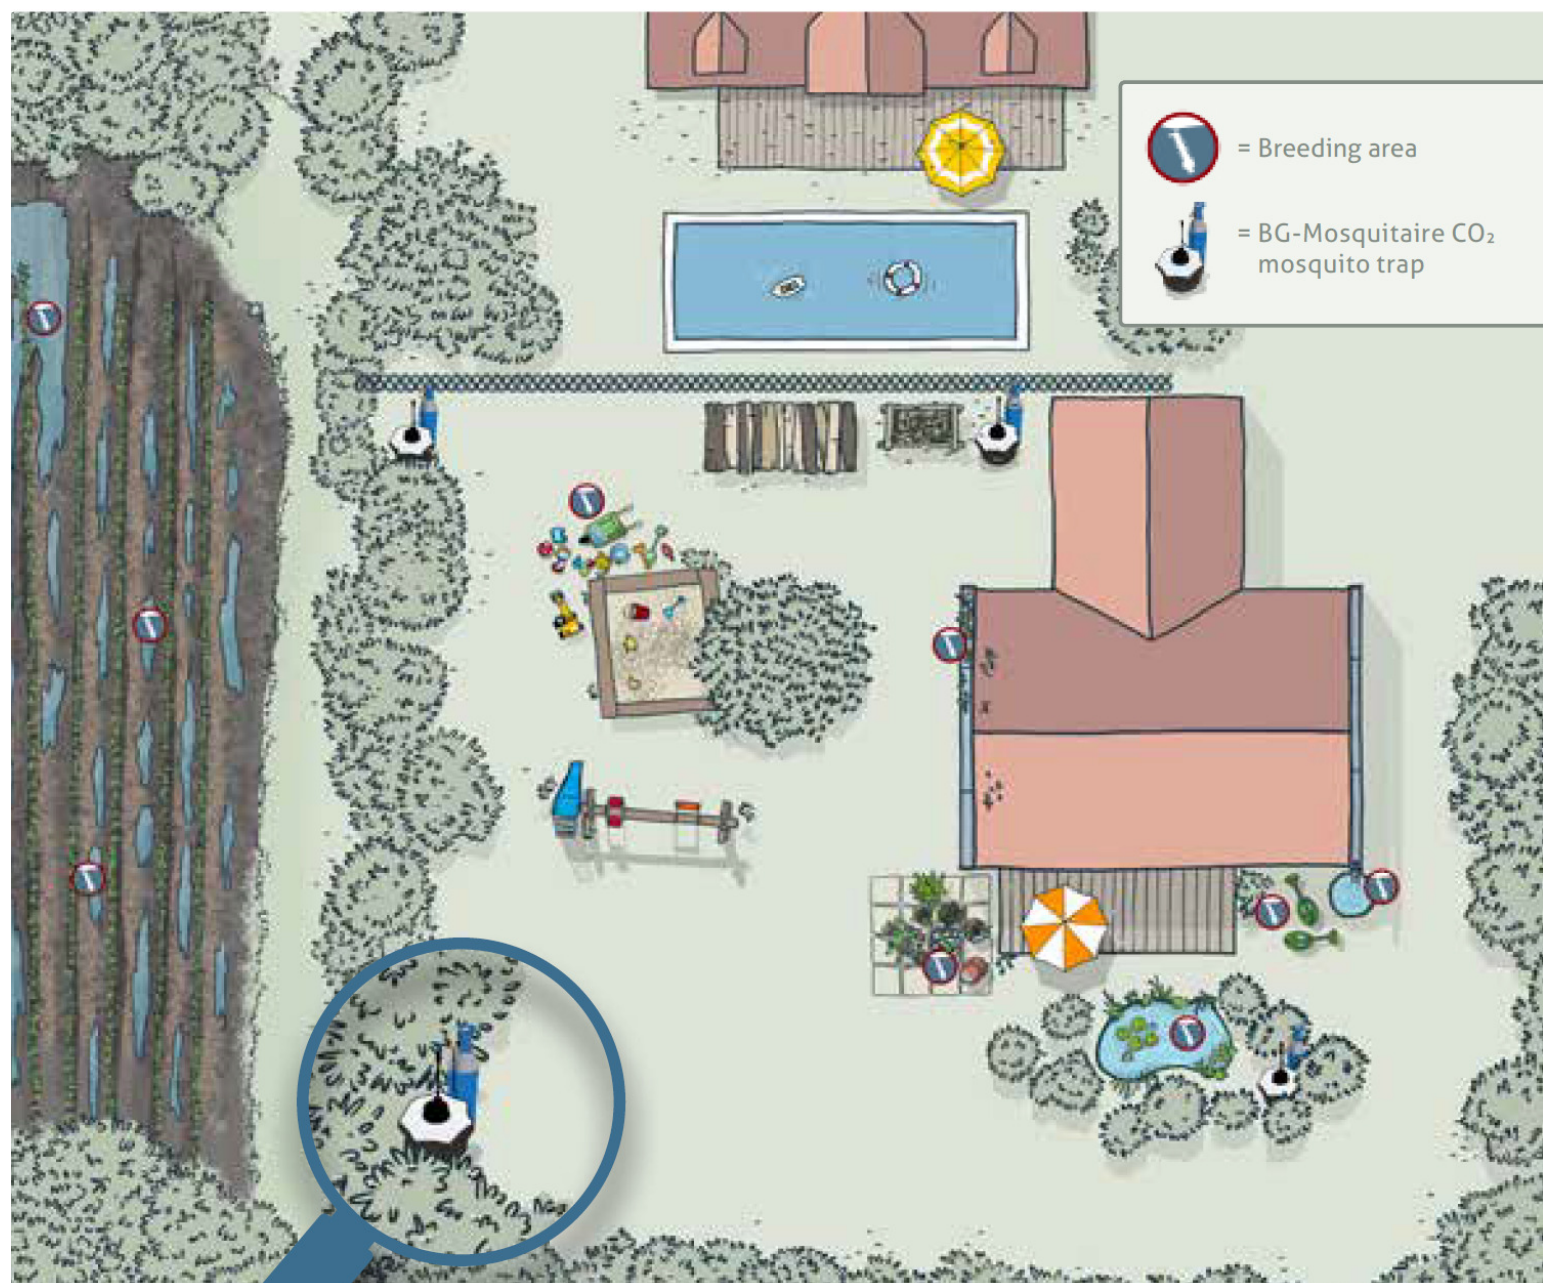 = Breeding area
= BG-Mosquitaire CO₂
mosquito trap